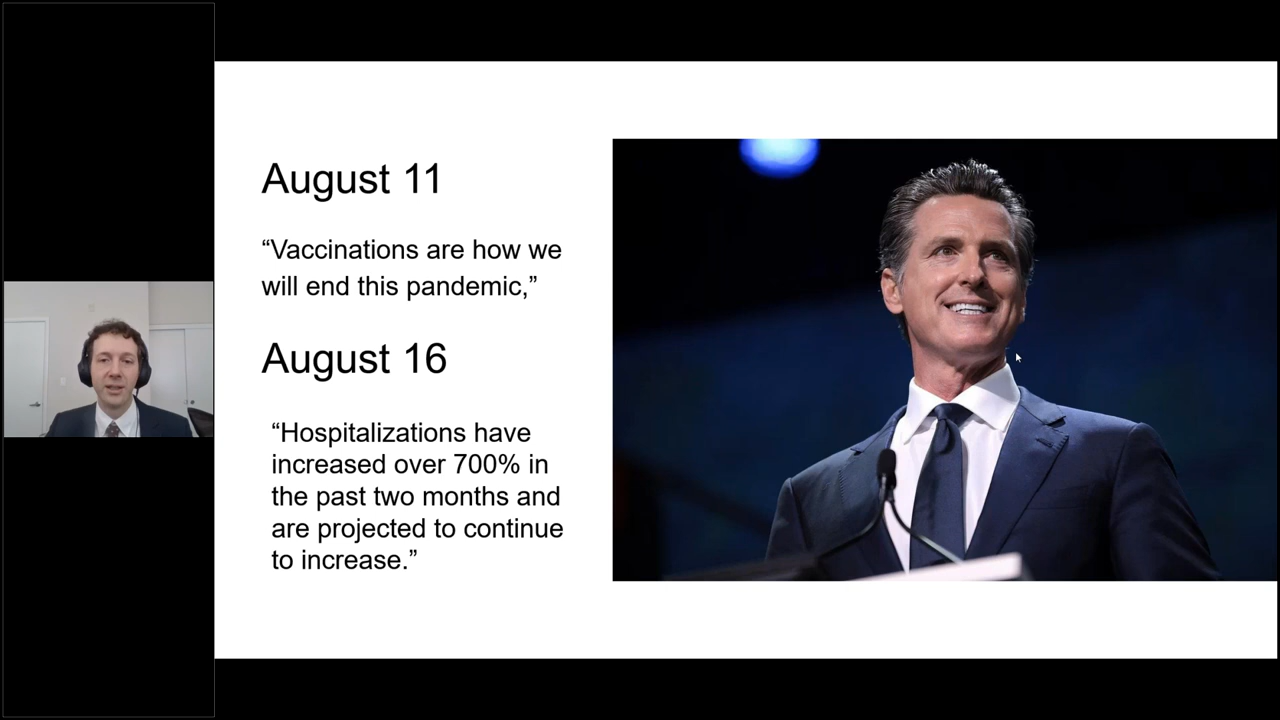 August 11
“Vaccinations are how we
will end this pandemic,”
August 16
“Hospitalizations have
increased over 700% in
the past two months and
are projected to continue
to increase.”